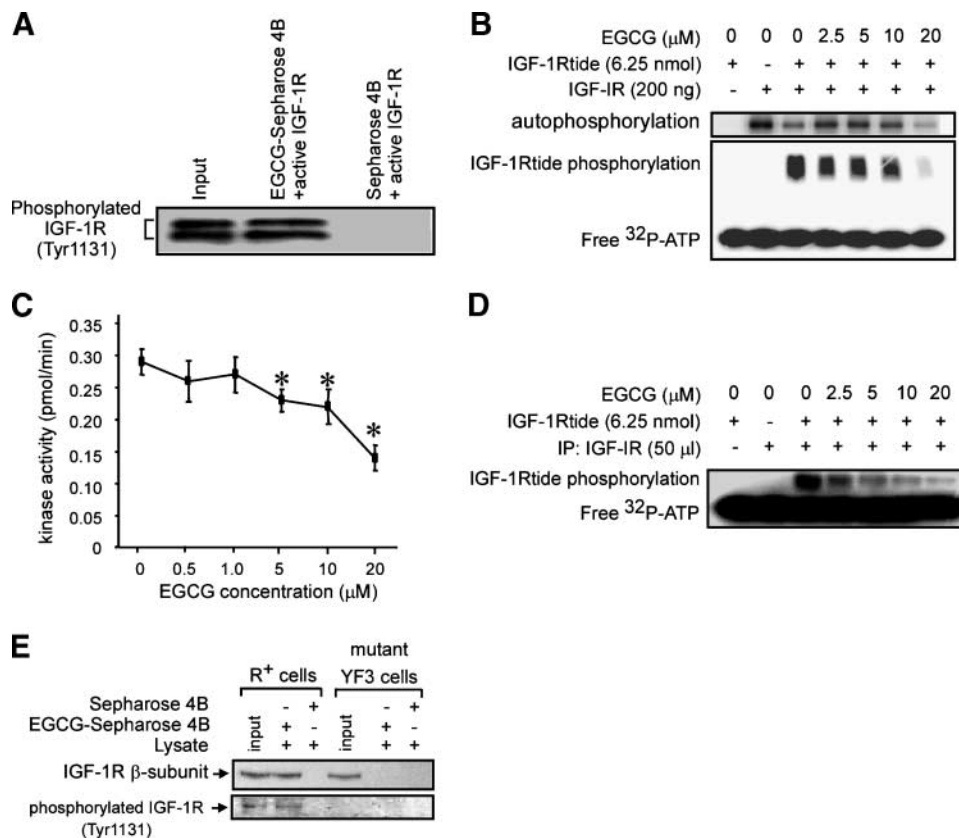 A
Input
EGCG-Sepharose 4B
+active IGF-1R
Sepharose 4B
+ active IGF-1R
Phosphorylated
IGF-1R
(Tyr1131)
B
EGCG (μM) 0 0 0 2.5 5 10 20
IGF-1Rtide (6.25 nmol) + - + + + + +
IGF-IR (200 ng) - + + + + + +
autophosphorylation
IGF-1Rtide phosphorylation
Free ³²P-ATP
C
kinase activity (pmol/min)
0.35
0.30
0.25
0.20
0.15
0.10
0.05
0
* * *
0 0.5 1.0 5 10 20
EGCG concentration (μM)
D
EGCG (μM) 0 0 0 2.5 5 10 20
IGF-1Rtide (6.25 nmol) + - + + + + +
IP: IGF-IR (50 μl) - + + + + + +
IGF-1Rtide phosphorylation
Free ³²P-ATP
E
mutant
R⁺ cells YF3 cells
Sepharose 4B - + - +
EGCG-Sepharose 4B + - + -
Lysate input + + input + +
IGF-1R β-subunit
phosphorylated IGF-1R
(Tyr1131)